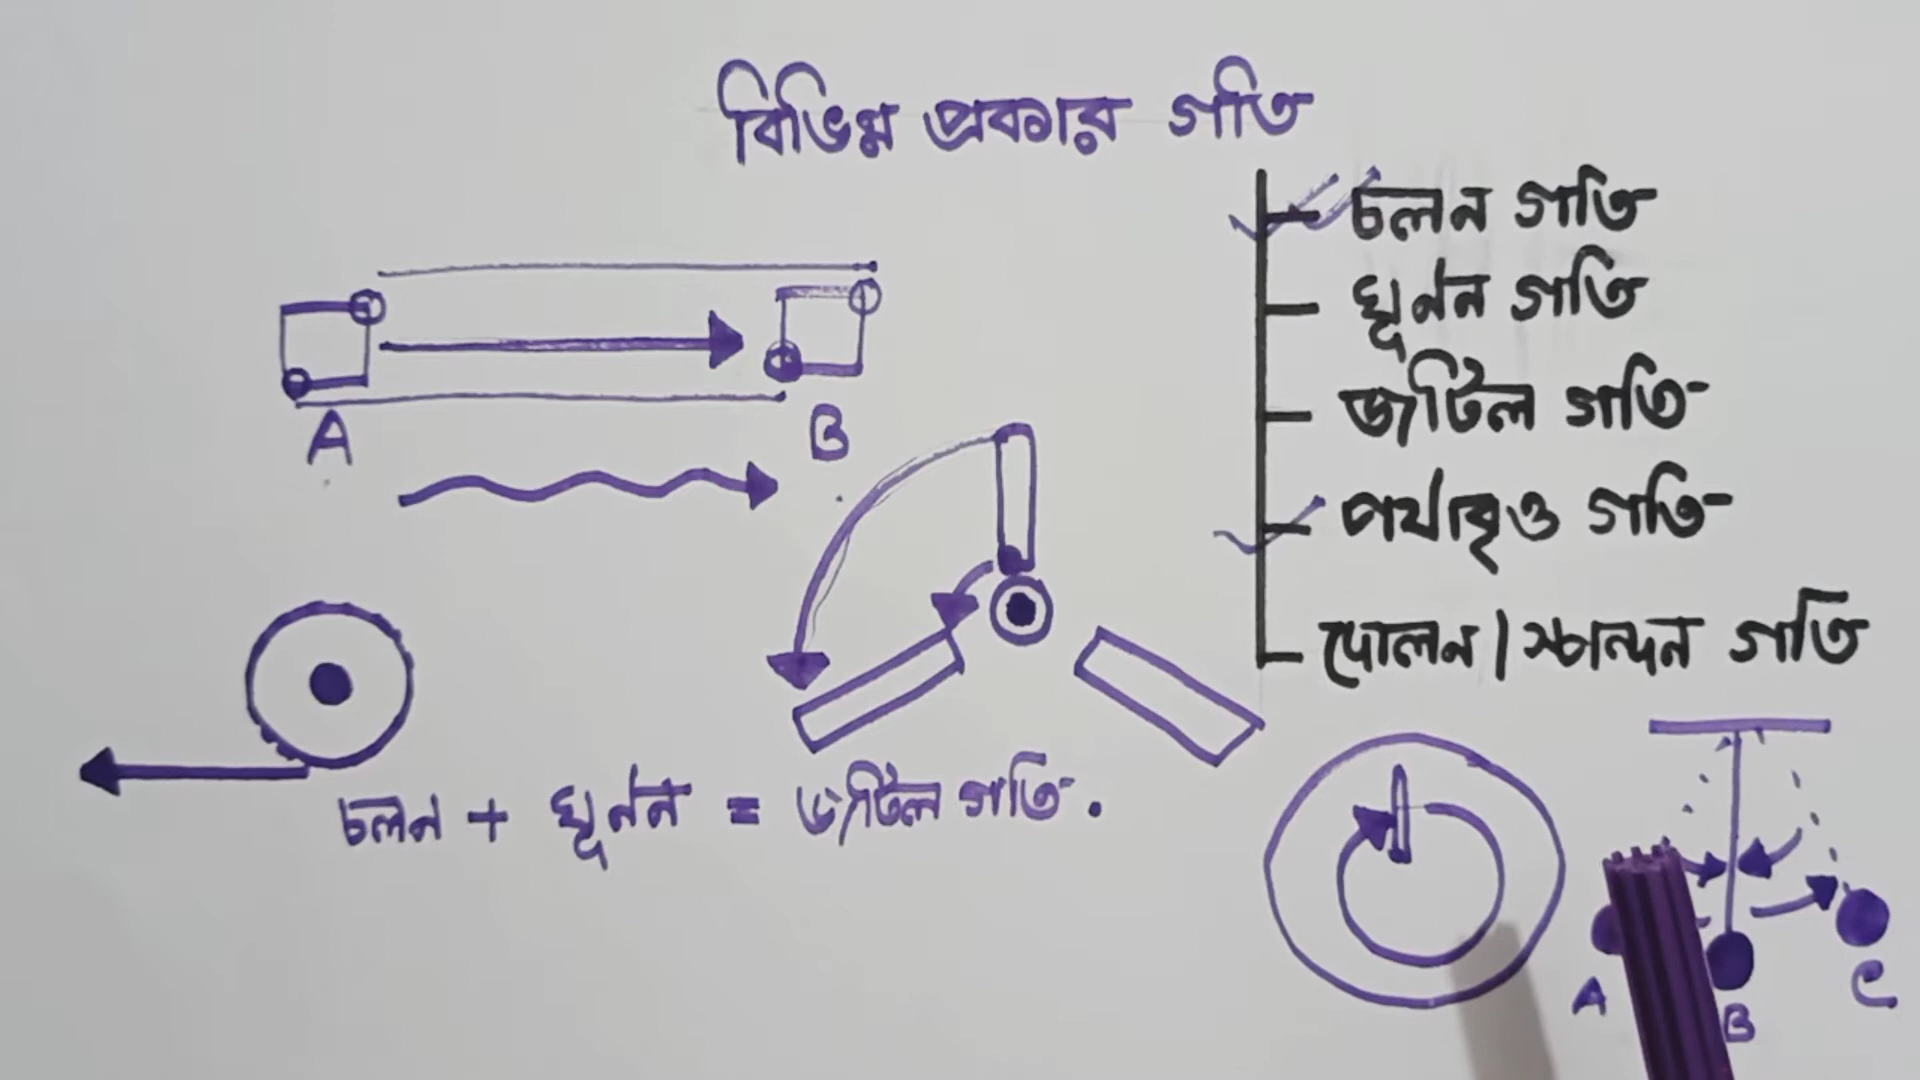 বিভিন্ন প্রকার গতি
চলন গতি
ঘূর্নন গতি
জটিল গতি
পর্যাবৃও গতি
দোলন / স্পন্দন গতি
A
B
চলন + ঘূর্নন = জটিল গতি .
A
B
C